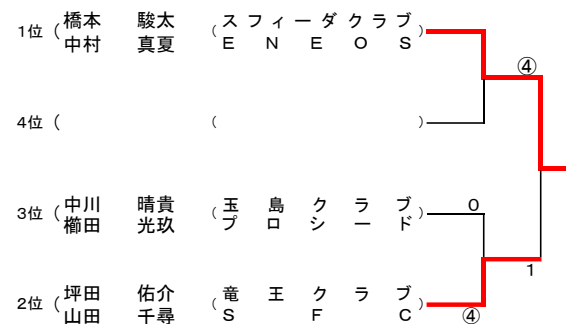 1位 ( 橋本 駿太 ( スフィーダクラブ )
中村 真夏 ENEOS
④
4位 ( ( )
3位 ( 中川 晴貴 ( 玉島クラブ ) 0
櫛田 光玖 プロシード
1
2位 ( 坪田 佑介 ( 竜王クラブ )
山田 千尋 SFC ④